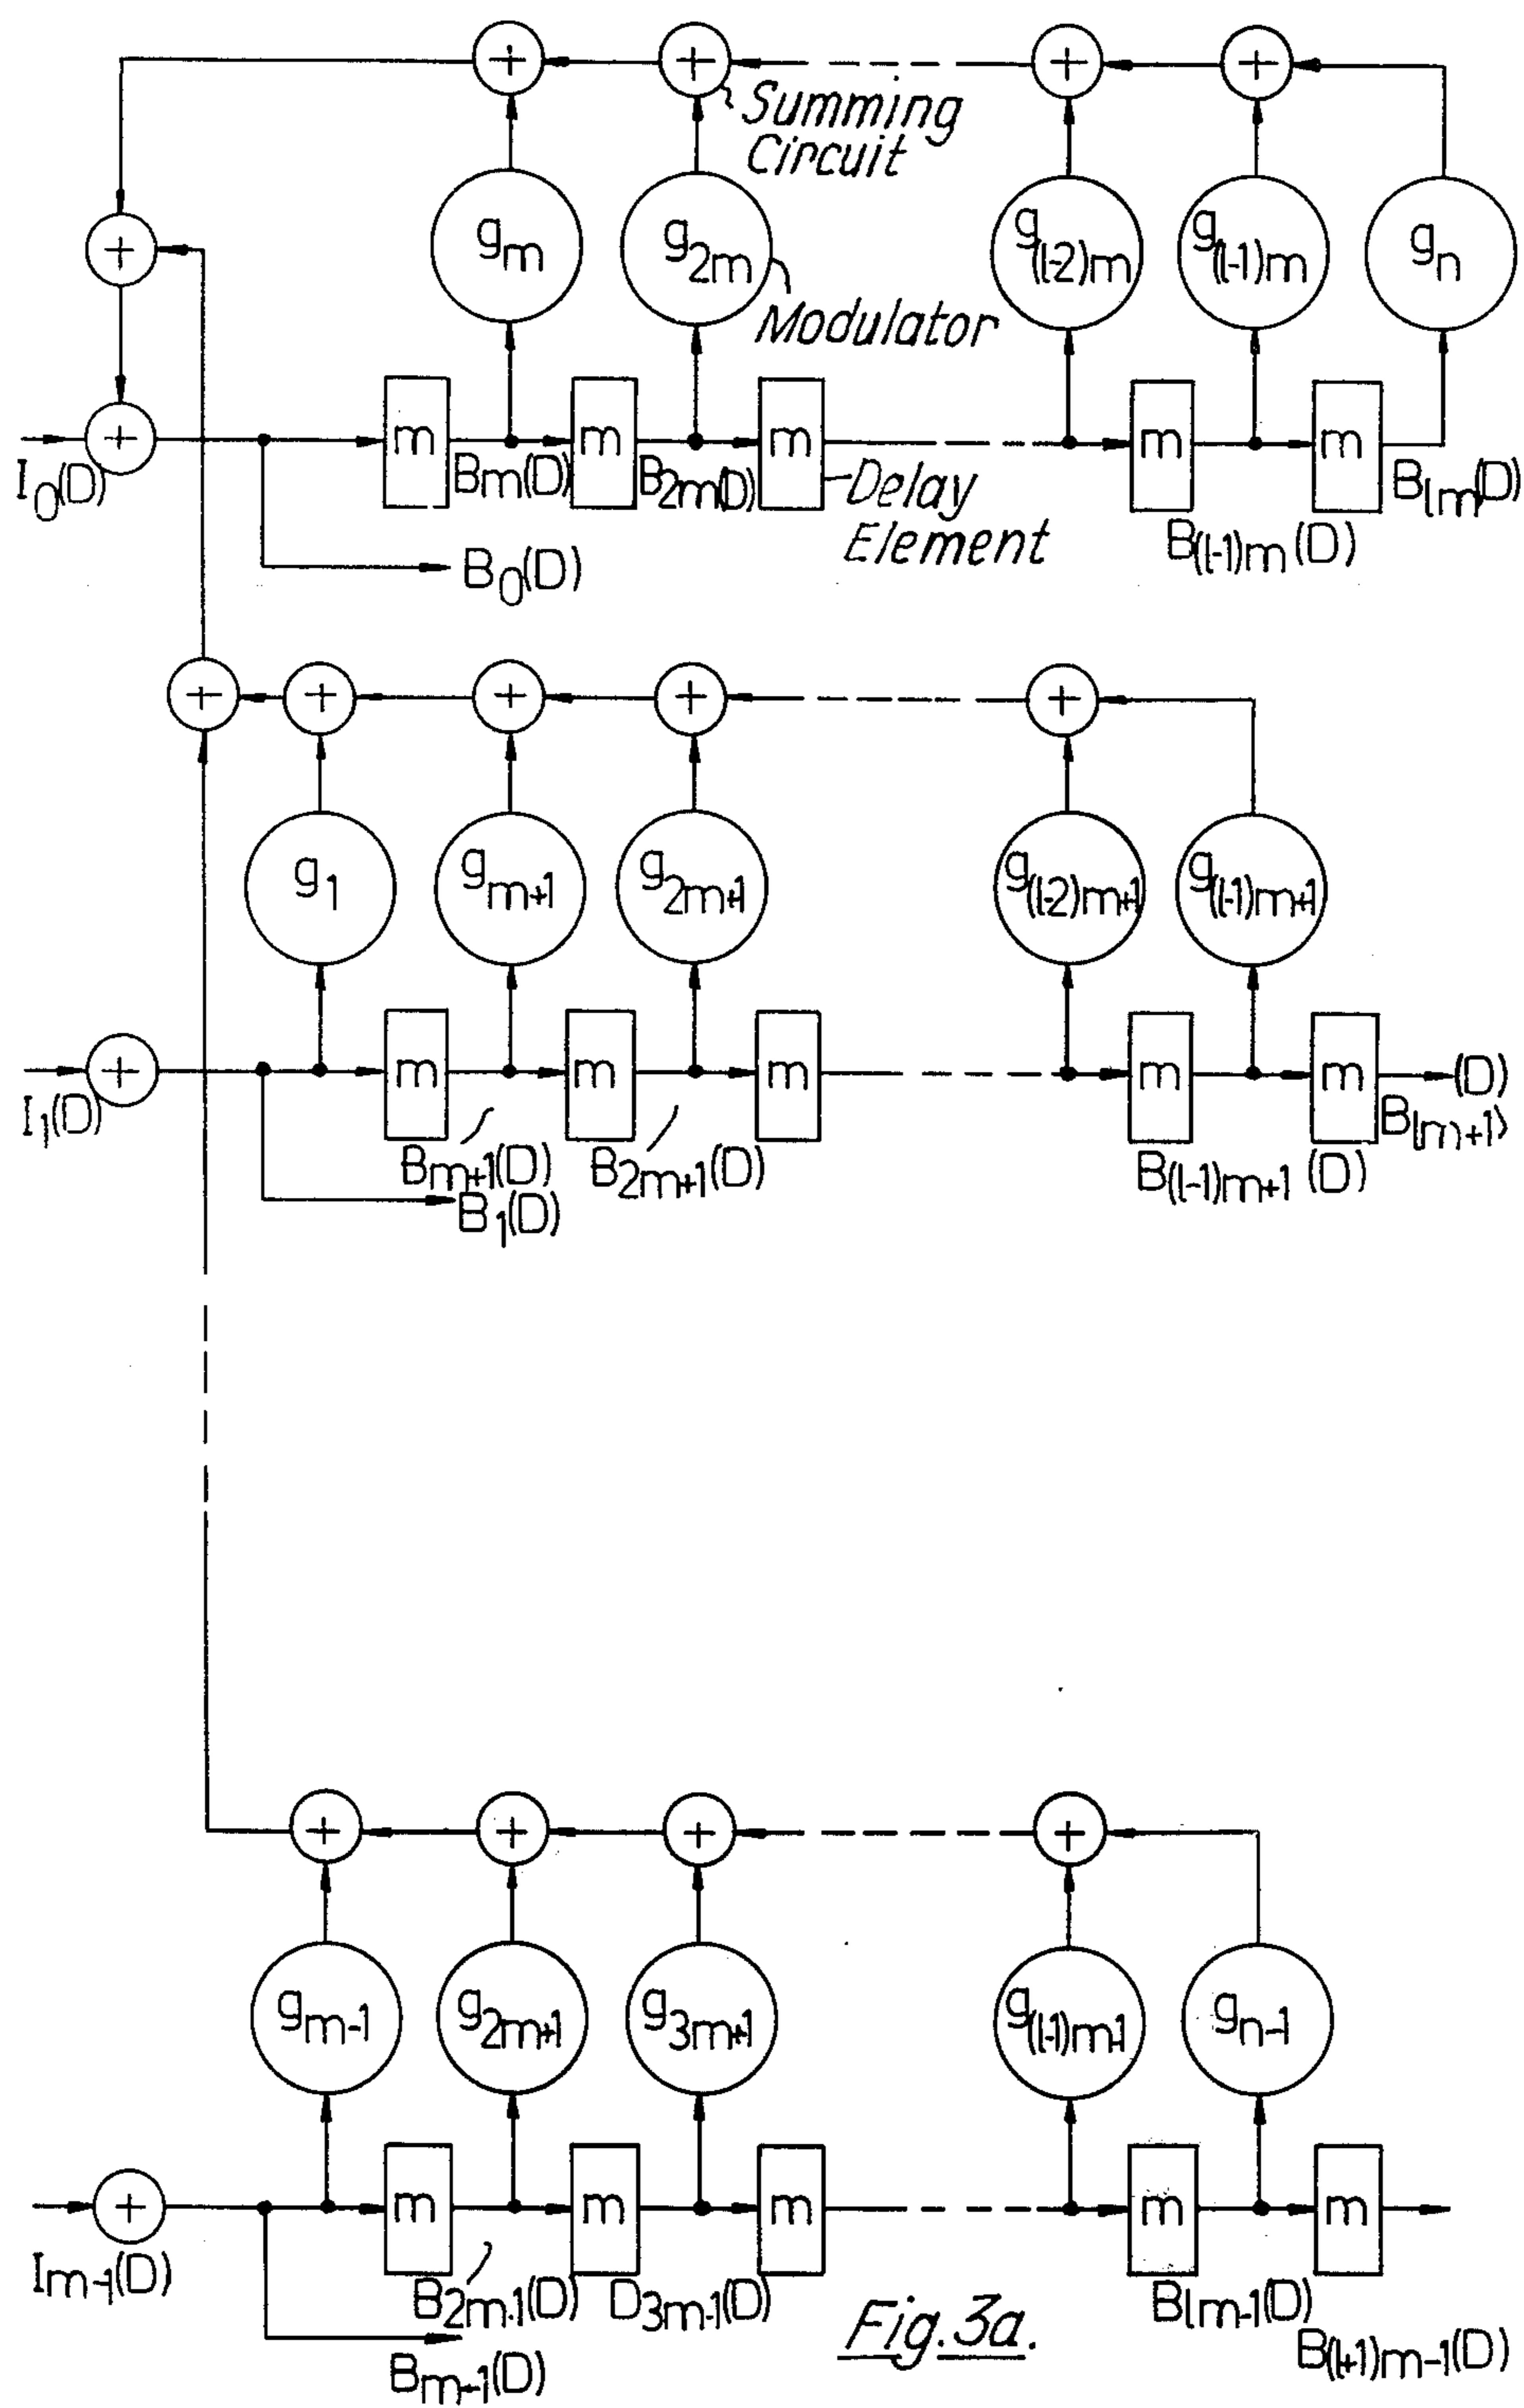 + + + +
Summing
Circuit
+
g_m g_2m g_(l-2)m g_(l-1)m g_n
Modulator
+ m m m m m
I_0(D) B_m(D) B_2m(D) Delay
Element B_(l-1)m(D) B_lm(D)
B_0(D)
+ + + + +
g_1 g_m+1 g_2m+1 g_(l-2)m+1 g_(l-1)m+1
+ m m m m m (D)
I_1(D) B_m+1(D) B_2m+1(D) B_(l-1)m+1(D) B_lm+1
B_1(D)
+ + + +
g_m-1 g_2m+1 g_3m+1 g_(l-1)m-1 g_n-1
+ m m m m m
I_m-1(D) B_2m-1(D) D_3m-1(D) B_lm-1(D)
B_m-1(D) B_(l+1)m-1(D)
Fig.3a.